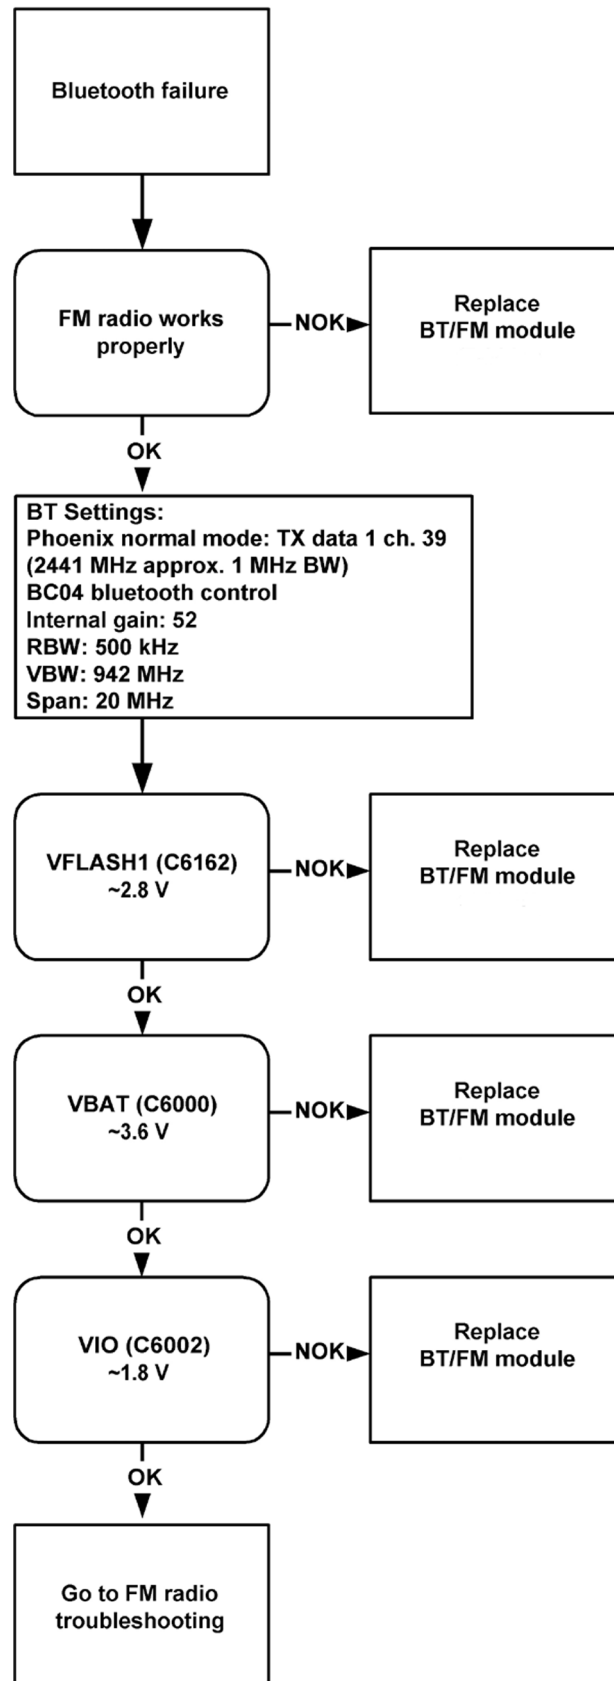 Bluetooth failure
FM radio works
properly
NOK
Replace
BT/FM module
OK
BT Settings:
Phoenix normal mode: TX data 1 ch. 39
(2441 MHz approx. 1 MHz BW)
BC04 bluetooth control
Internal gain: 52
RBW: 500 kHz
VBW: 942 MHz
Span: 20 MHz
VFLASH1 (C6162)
~2.8 V
NOK
Replace
BT/FM module
OK
VBAT (C6000)
~3.6 V
NOK
Replace
BT/FM module
OK
VIO (C6002)
~1.8 V
NOK
Replace
BT/FM module
OK
Go to FM radio
troubleshooting